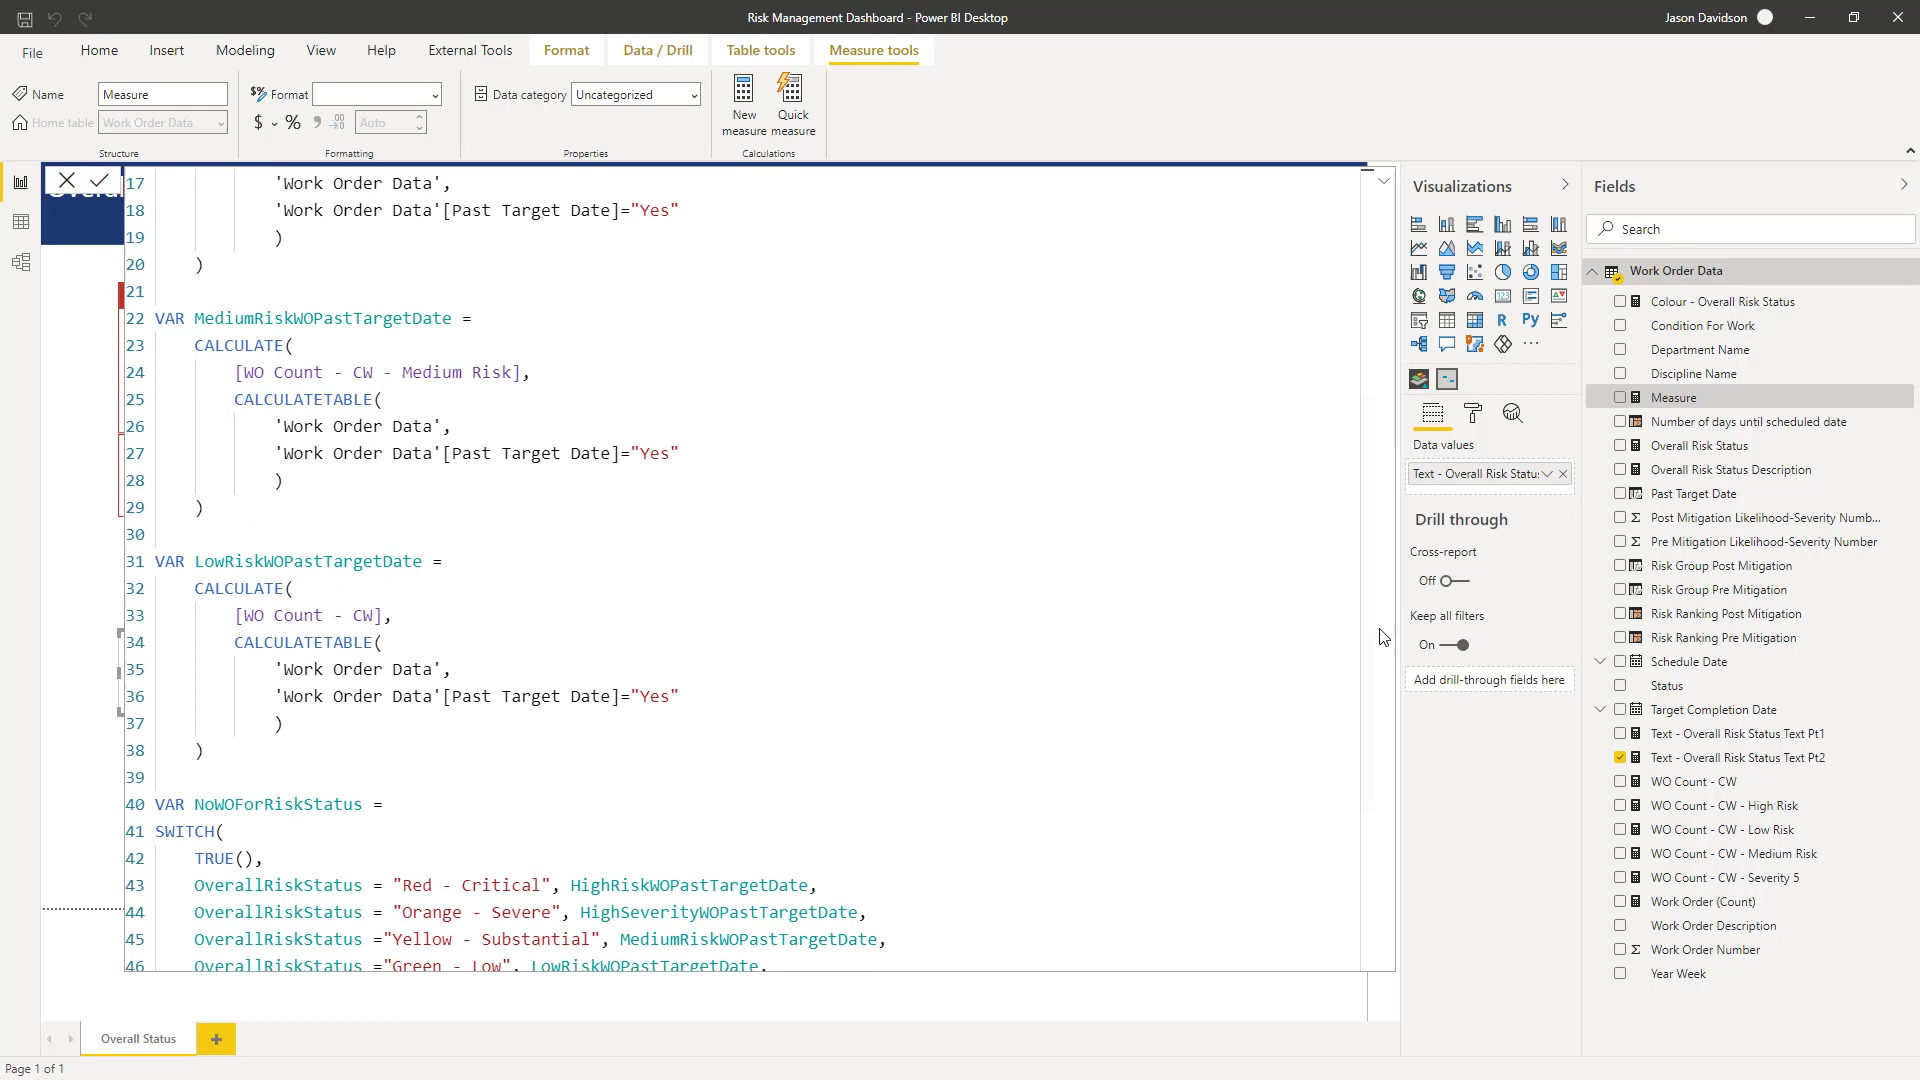 Risk Management Dashboard - Power BI Desktop
Jason Davidson
File Home Insert Modeling View Help External Tools Format Data / Drill Table tools Measure tools
Name Measure
Home table Work Order Data
Structure
Format
$ % Auto
Formatting
Data category Uncategorized
Properties
New measure
Quick measure
Calculations
17 'Work Order Data',
18 'Work Order Data'[Past Target Date]="Yes"
19 )
20 )
21
22 VAR MediumRiskWOPastTargetDate =
23 CALCULATE(
24 [WO Count - CW - Medium Risk],
25 CALCULATETABLE(
26 'Work Order Data',
27 'Work Order Data'[Past Target Date]="Yes"
28 )
29 )
30
31 VAR LowRiskWOPastTargetDate =
32 CALCULATE(
33 [WO Count - CW],
34 CALCULATETABLE(
35 'Work Order Data',
36 'Work Order Data'[Past Target Date]="Yes"
37 )
38 )
39
40 VAR NoWOForRiskStatus =
41 SWITCH(
42 TRUE(),
43 OverallRiskStatus = "Red - Critical", HighRiskWOPastTargetDate,
44 OverallRiskStatus = "Orange - Severe", HighSeverityWOPastTargetDate,
45 OverallRiskStatus ="Yellow - Substantial", MediumRiskWOPastTargetDate,
46 OverallRiskStatus ="Green - Low", LowRiskWOPastTargetDate,
Visualizations
R Py
123
...
Data values
Text - Overall Risk Statu
Drill through
Cross-report
Off
Keep all filters
On
Add drill-through fields here
Fields
Search
Work Order Data
Colour - Overall Risk Status
Condition For Work
Department Name
Discipline Name
Measure
Number of days until scheduled date
Overall Risk Status
Overall Risk Status Description
Past Target Date
Post Mitigation Likelihood-Severity Numb...
Pre Mitigation Likelihood-Severity Number
Risk Group Post Mitigation
Risk Group Pre Mitigation
Risk Ranking Post Mitigation
Risk Ranking Pre Mitigation
Schedule Date
Status
Target Completion Date
Text - Overall Risk Status Text Pt1
Text - Overall Risk Status Text Pt2
WO Count - CW
WO Count - CW - High Risk
WO Count - CW - Low Risk
WO Count - CW - Medium Risk
WO Count - CW - Severity 5
Work Order (Count)
Work Order Description
Work Order Number
Year Week
Overall Status
Page 1 of 1